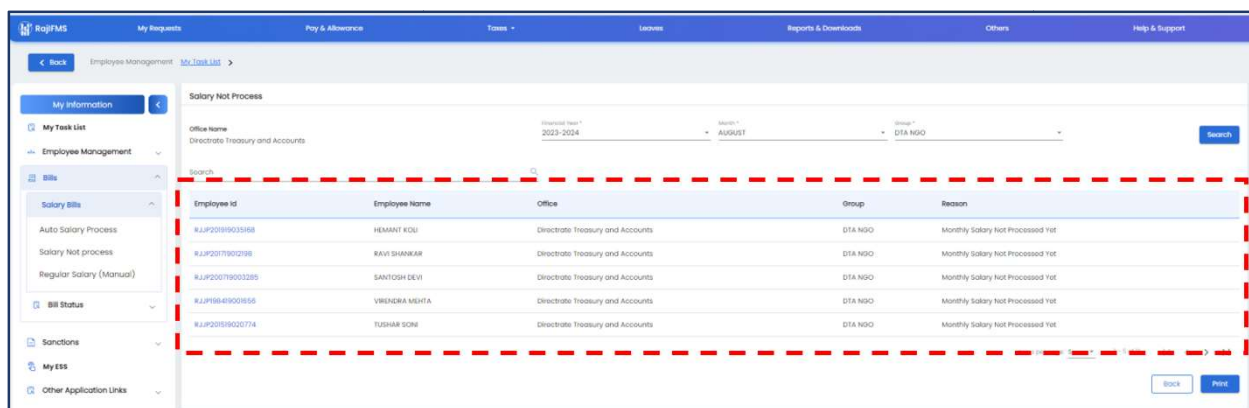 RajIFMS My Requests Pay & Allowance Taxes Leaves Reports & Downloads Others Help & Support
Back Employee Management My Task List
My Information
My Task List
Employee Management
Bills
Salary Bills
Auto Salary Process
Salary Not process
Regular Salary (Manual)
Bill Status
Sanctions
My ESS
Other Application Links
Salary Not Process
Office Name
Directrate Treasury and Accounts
Financial Year *
2023-2024
Month *
AUGUST
Group *
DTA NGO
Search
Search
Employee Id Employee Name Office Group Reason
RJJP201919035168 HEMANT KOLI Directrate Treasury and Accounts DTA NGO Monthly Salary Not Processed Yet
RJJP201719012199 RAVI SHANKAR Directrate Treasury and Accounts DTA NGO Monthly Salary Not Processed Yet
RJJP200719003285 SANTOSH DEVI Directrate Treasury and Accounts DTA NGO Monthly Salary Not Processed Yet
RJJP199419001656 VIRENDRA MEHTA Directrate Treasury and Accounts DTA NGO Monthly Salary Not Processed Yet
RJJP201519020774 TUSHAR SONI Directrate Treasury and Accounts DTA NGO Monthly Salary Not Processed Yet
Back Print